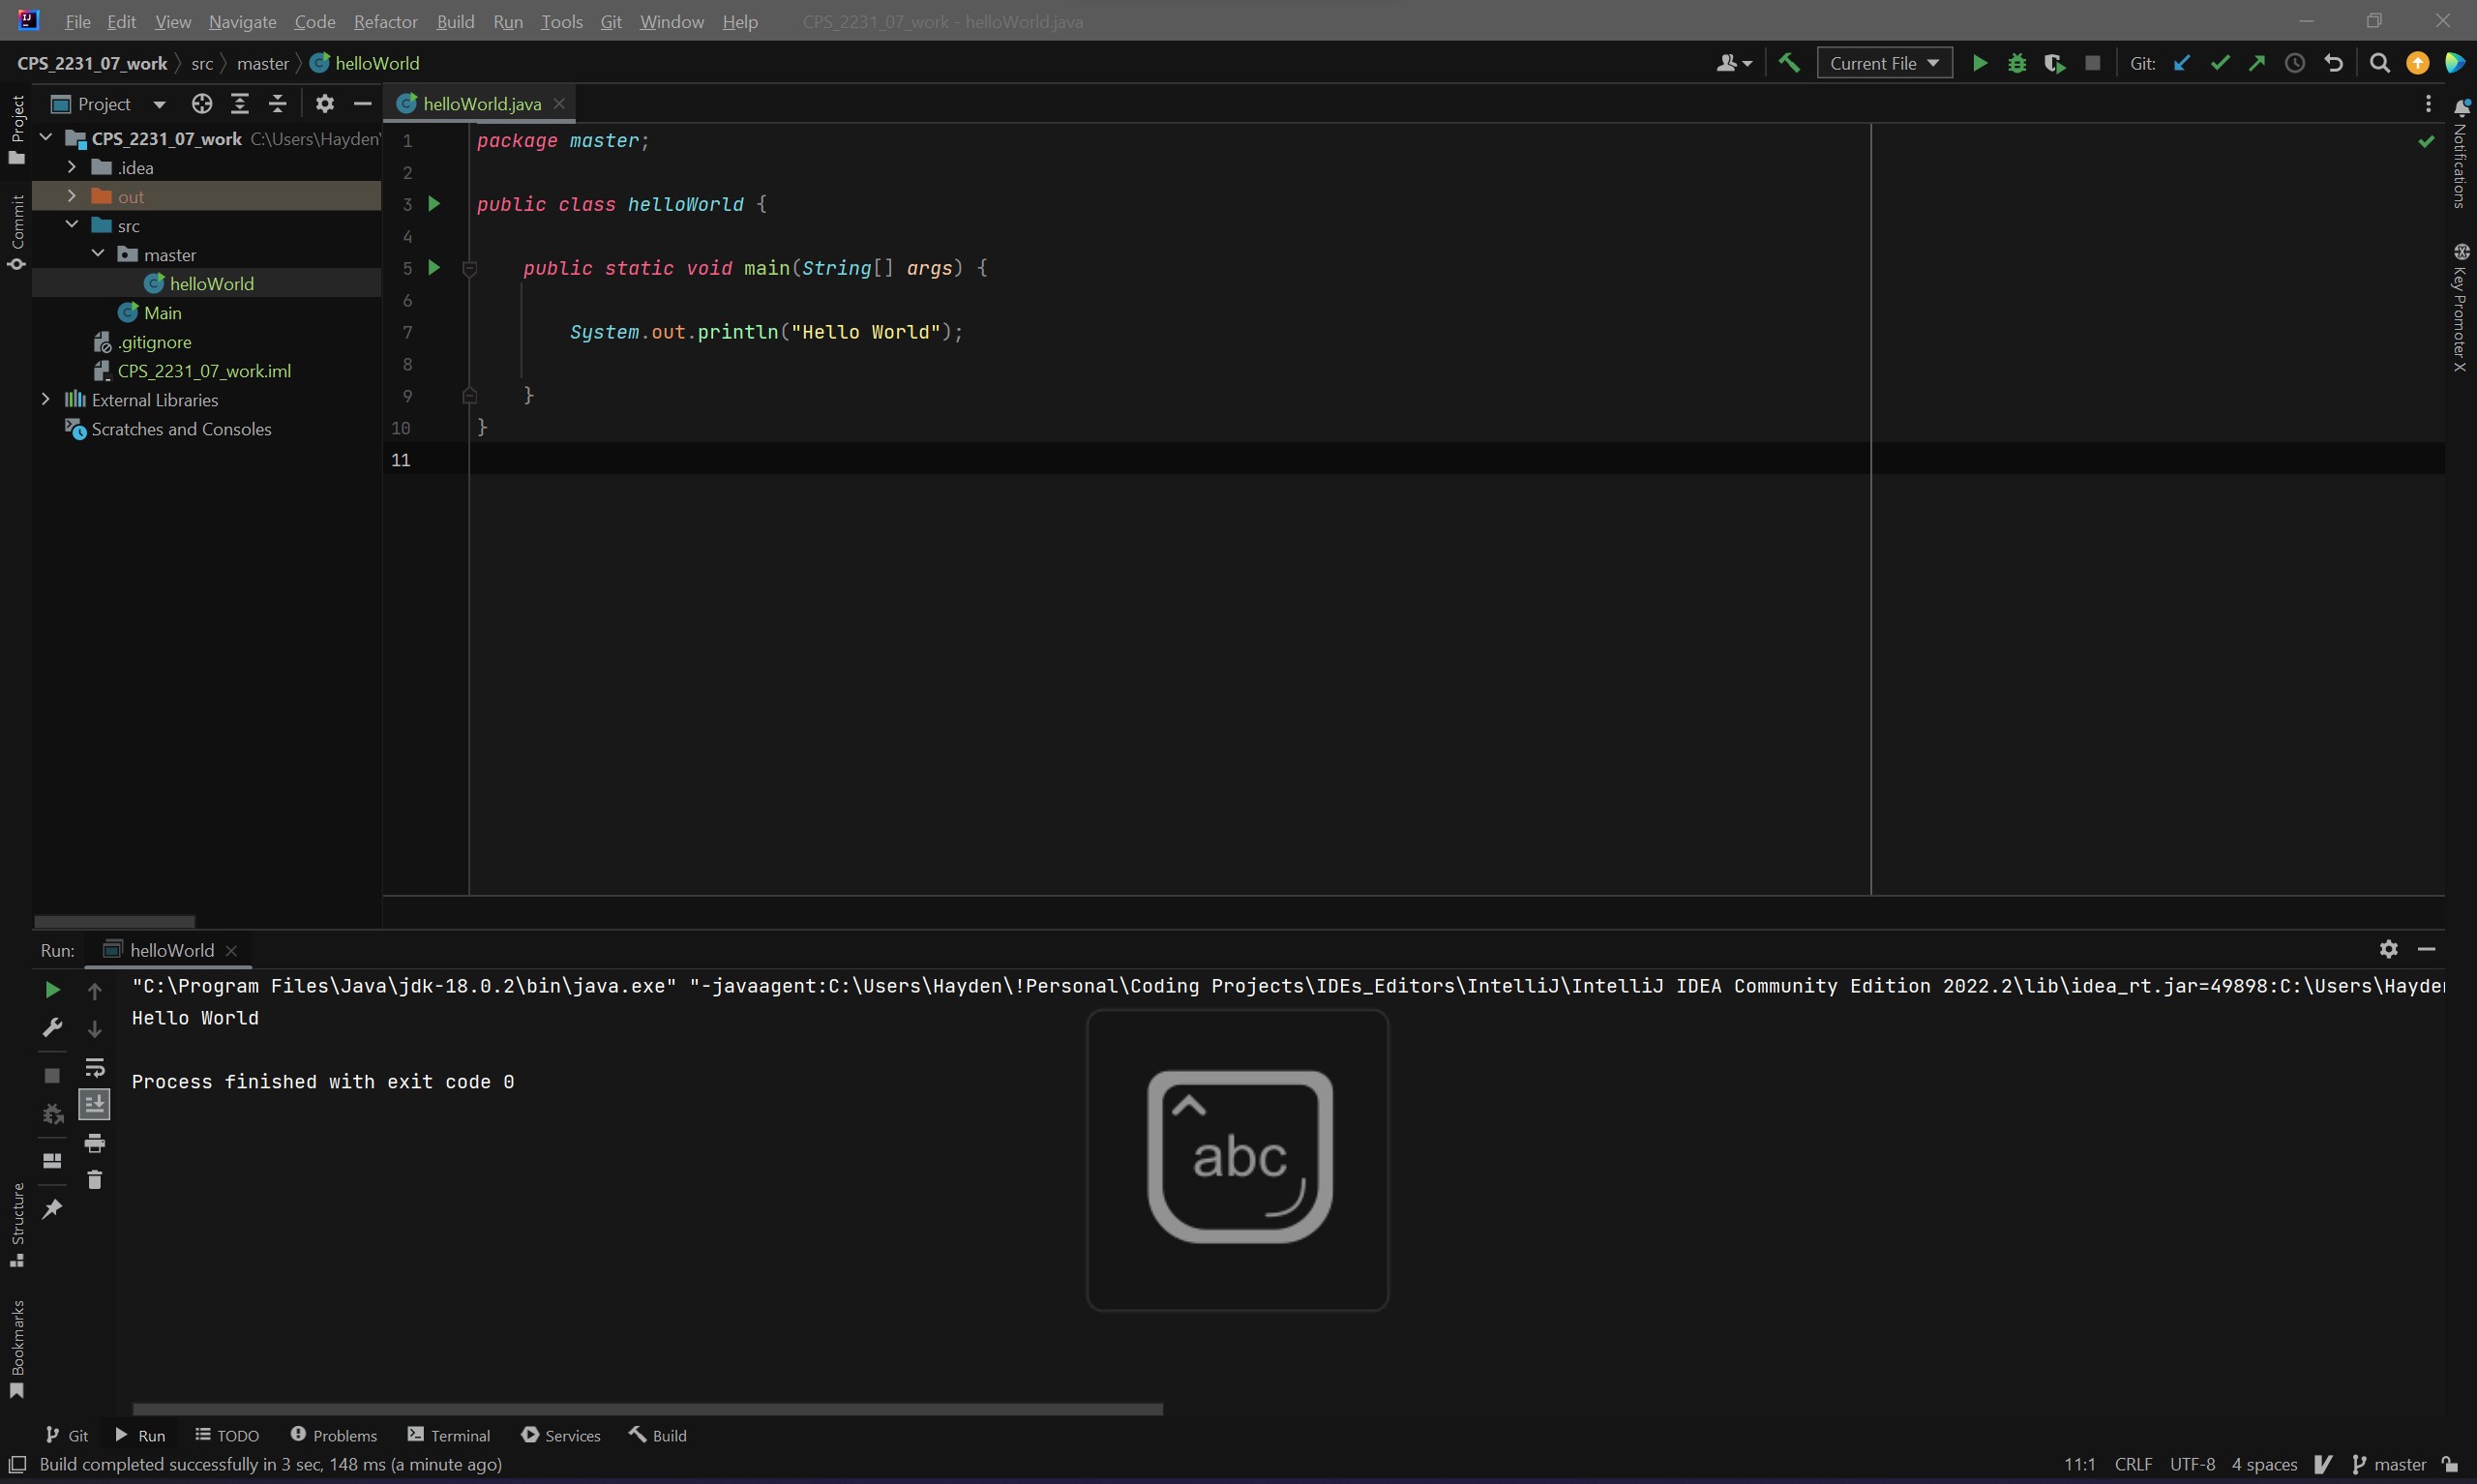 File Edit View Navigate Code Refactor Build Run Tools Git Window Help CPS_2231_07_work - helloWorld.java
CPS_2231_07_work src master helloWorld
Current File Git:
Project
helloWorld.java
Project
Commit
Structure
Bookmarks
Notifications
Key Promoter X
CPS_2231_07_work C:\Users\Hayden\
.idea
out
src
master
helloWorld
Main
.gitignore
CPS_2231_07_work.iml
External Libraries
Scratches and Consoles
1 package master;
2
3 public class helloWorld {
4
5 public static void main(String[] args) {
6
7 System.out.println("Hello World");
8
9 }
10 }
11
Run: helloWorld
"C:\Program Files\Java\jdk-18.0.2\bin\java.exe" "-javaagent:C:\Users\Hayden\!Personal\Coding Projects\IDEs_Editors\IntelliJ\IntelliJ IDEA Community Edition 2022.2\lib\idea_rt.jar=49898:C:\Users\Hayden
Hello World
Process finished with exit code 0
abc
Git Run TODO Problems Terminal Services Build
Build completed successfully in 3 sec, 148 ms (a minute ago)
11:1 CRLF UTF-8 4 spaces master